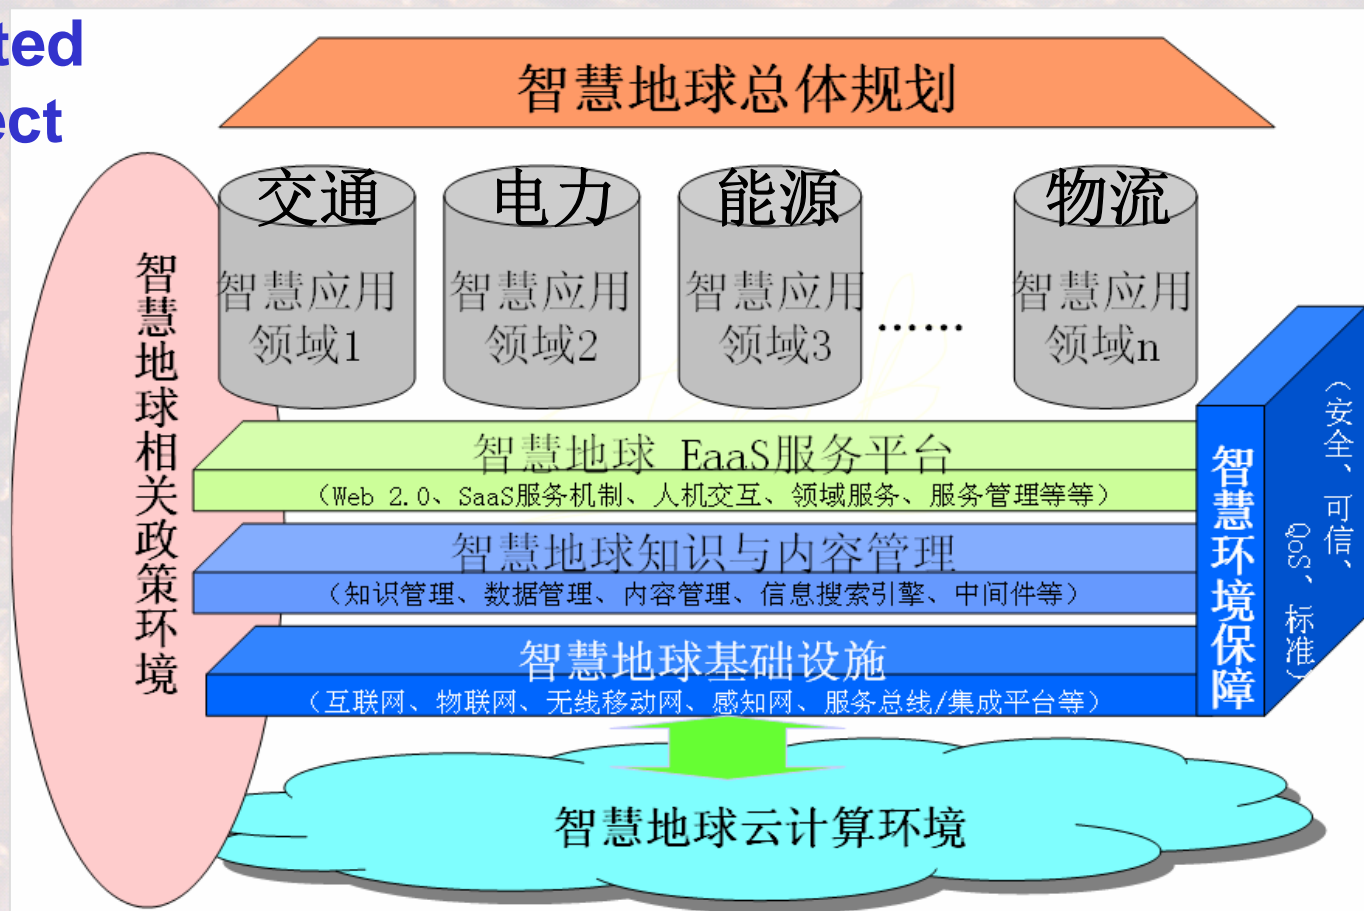 ted
ect
智慧地球总体规划
交通
智慧应用
领域1
电力
智慧应用
领域2
能源
智慧应用
领域3
……
物流
智慧应用
领域n
智慧地球相关政策环境
智慧地球 EaaS服务平台
（Web 2.0、SaaS服务机制、人机交互、领域服务、服务管理等等）
智慧地球知识与内容管理
（知识管理、数据管理、内容管理、信息搜索引擎、中间件等）
智慧地球基础设施
（互联网、物联网、无线移动网、感知网、服务总线/集成平台等）
智慧环境保障
（安全、可信、
QoS、标准）
智慧地球云计算环境